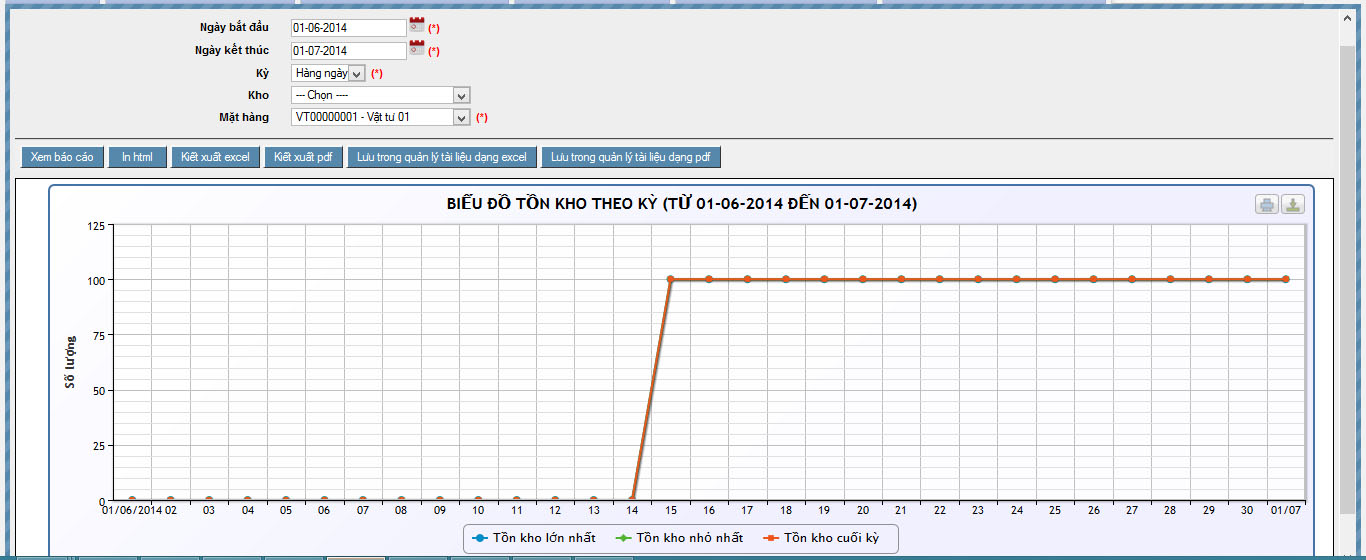 Ngày bắt đầu 01-06-2014 (*)
Ngày kết thúc 01-07-2014 (*)
Kỳ Hàng ngày (*)
Kho --- Chọn ----
Mặt hàng VT00000001 - Vật tư 01 (*)
Xem báo cáo In html Kiết xuất excel Kiết xuất pdf Lưu trong quản lý tài liệu dạng excel Lưu trong quản lý tài liệu dạng pdf
BIỂU ĐỒ TỒN KHO THEO KỲ (TỪ 01-06-2014 ĐẾN 01-07-2014)
125
100
75
Số lượng
50
25
0
01/06/2014 02 03 04 05 06 07 08 09 10 11 12 13 14 15 16 17 18 19 20 21 22 23 24 25 26 27 28 29 30 01/07
Tồn kho lớn nhất Tồn kho nhỏ nhất Tồn kho cuối kỳ